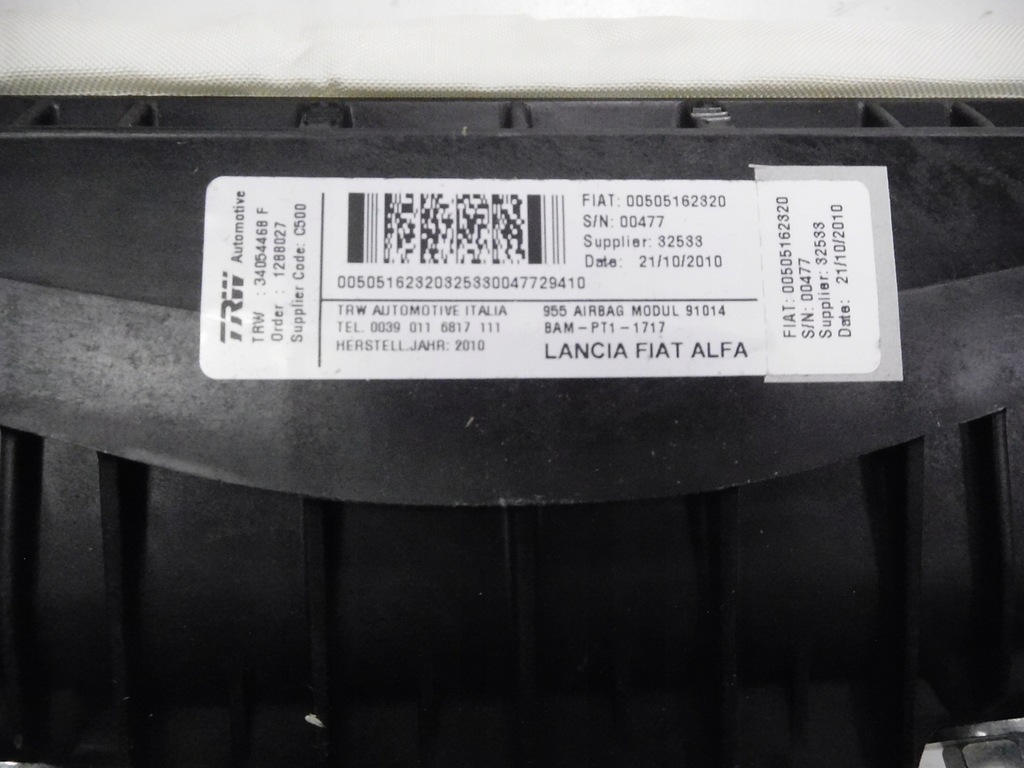 TRW Automotive
TRW : 34054468 F
Order : 1288027
Supplier Code: C500
FIAT: 00505162320
S/N: 00477
Supplier: 32533
Date: 21/10/2010
00505162320325330047729410
TRW AUTOMOTIVE ITALIA
TEL. 0039 011 6817 111
HERSTELL.JAHR: 2010
955 AIRBAG MODUL 91014
BAM-PT1-1717
LANCIA FIAT ALFA
FIAT: 00505162320
S/N: 00477
Supplier: 32533
Date: 21/10/2010